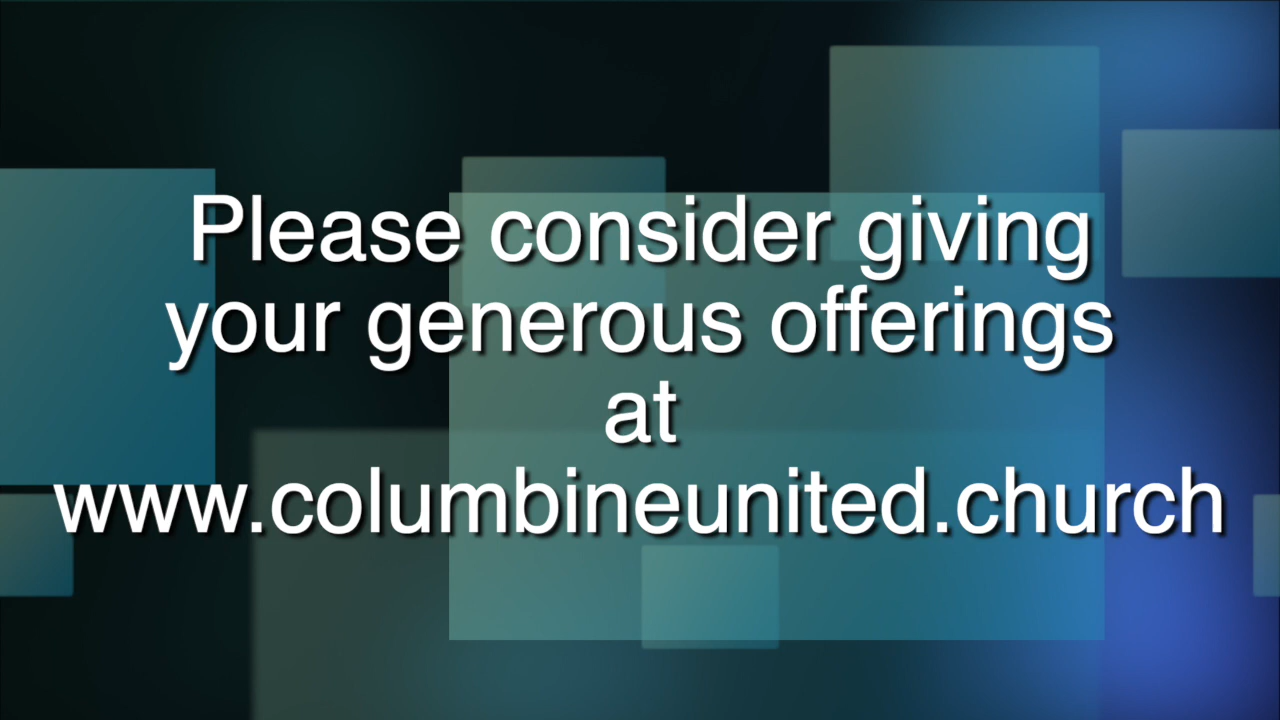 Please consider giving
your generous offerings
at
www.columbineunited.church